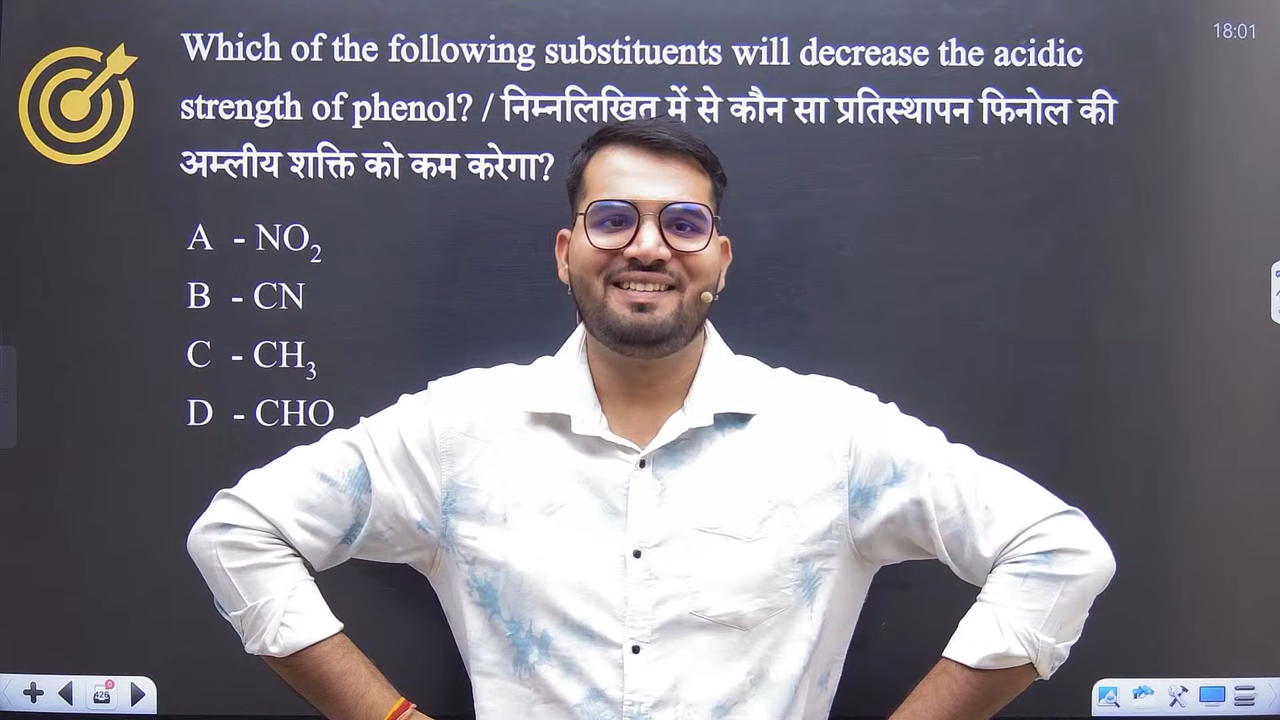 Which of the following substituents will decrease the acidic
strength of phenol? / निम्नलिखित में से कौन सा प्रतिस्थापन फिनोल की
अम्लीय शक्ति को कम करेगा?
A - NO₂
B - CN
C - CH₃
D - CHO
18:01
426